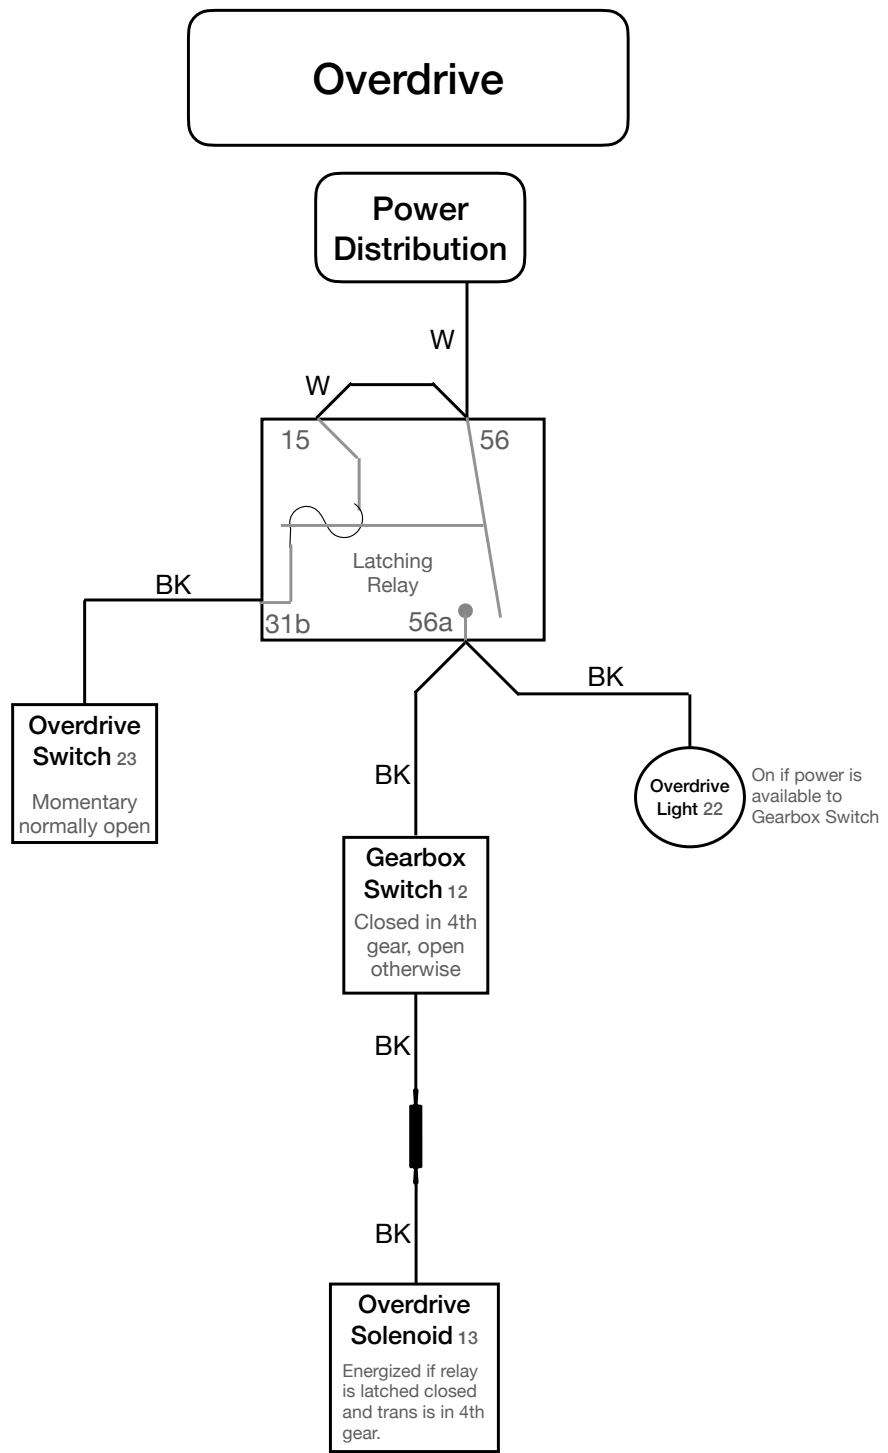 Overdrive
Power
Distribution
W
W
15
56
Latching
Relay
BK
31b
56a
BK
Overdrive
Switch 23
Momentary
normally open
BK
Overdrive
Light 22
On if power is
available to
Gearbox Switch
Gearbox
Switch 12
Closed in 4th
gear, open
otherwise
BK
BK
Overdrive
Solenoid 13
Energized if relay
is latched closed
and trans is in 4th
gear.